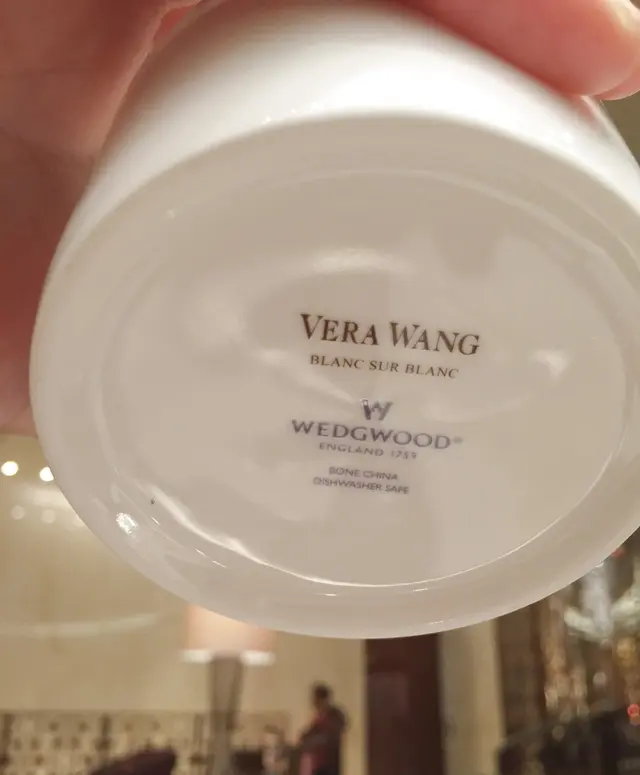 VERA WANG
BLANC SUR BLANC
W
WEDGWOOD®
ENGLAND 1759
BONE CHINA
DISHWASHER SAFE